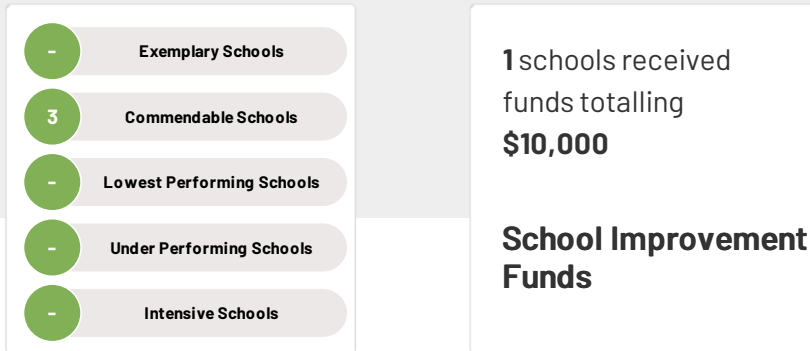 - Exemplary Schools
3 Commendable Schools
- Lowest Performing Schools
- Under Performing Schools
- Intensive Schools
1 schools received
funds totalling
$10,000
School Improvement
Funds